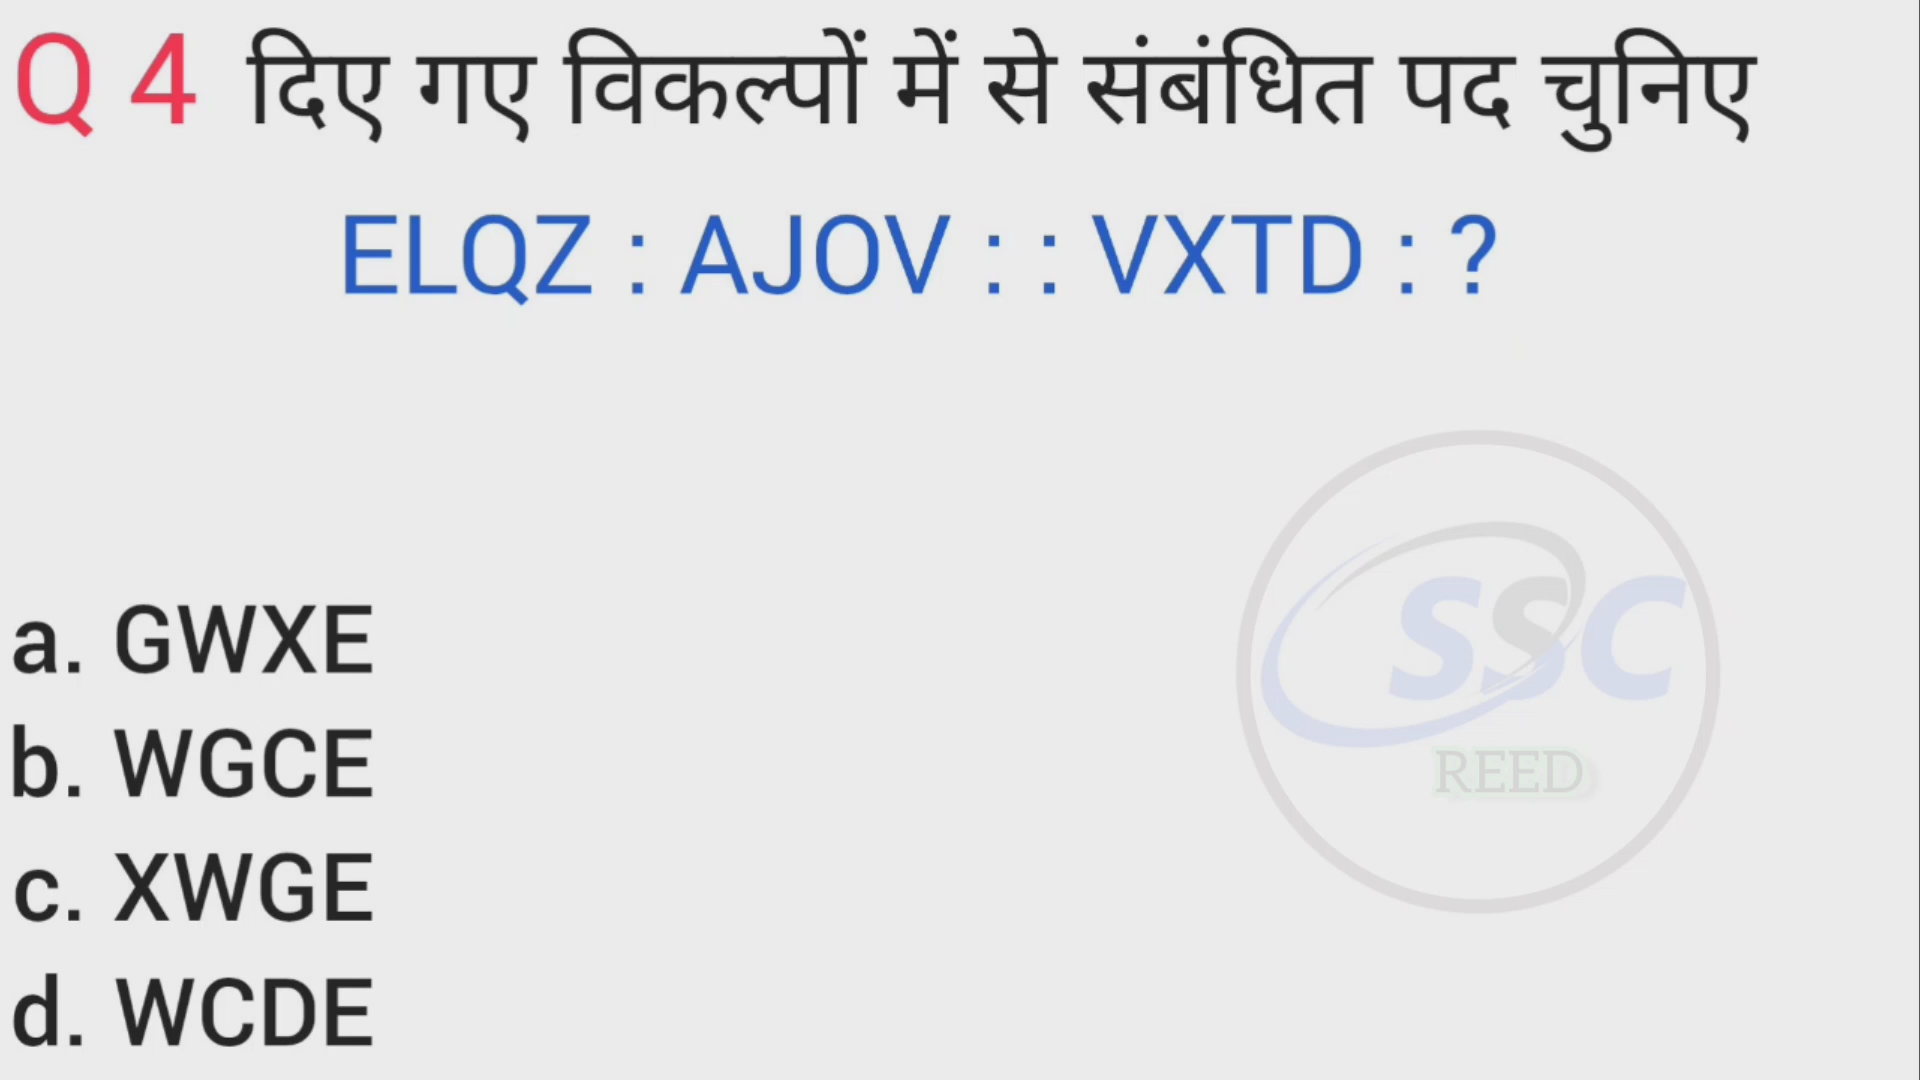 Q 4 दिए गए विकल्पों में से संबंधित पद चुनिए
ELQZ : AJOV : : VXTD : ?
a. GWXE
b. WGCE
c. XWGE
d. WCDE
SSC
REED